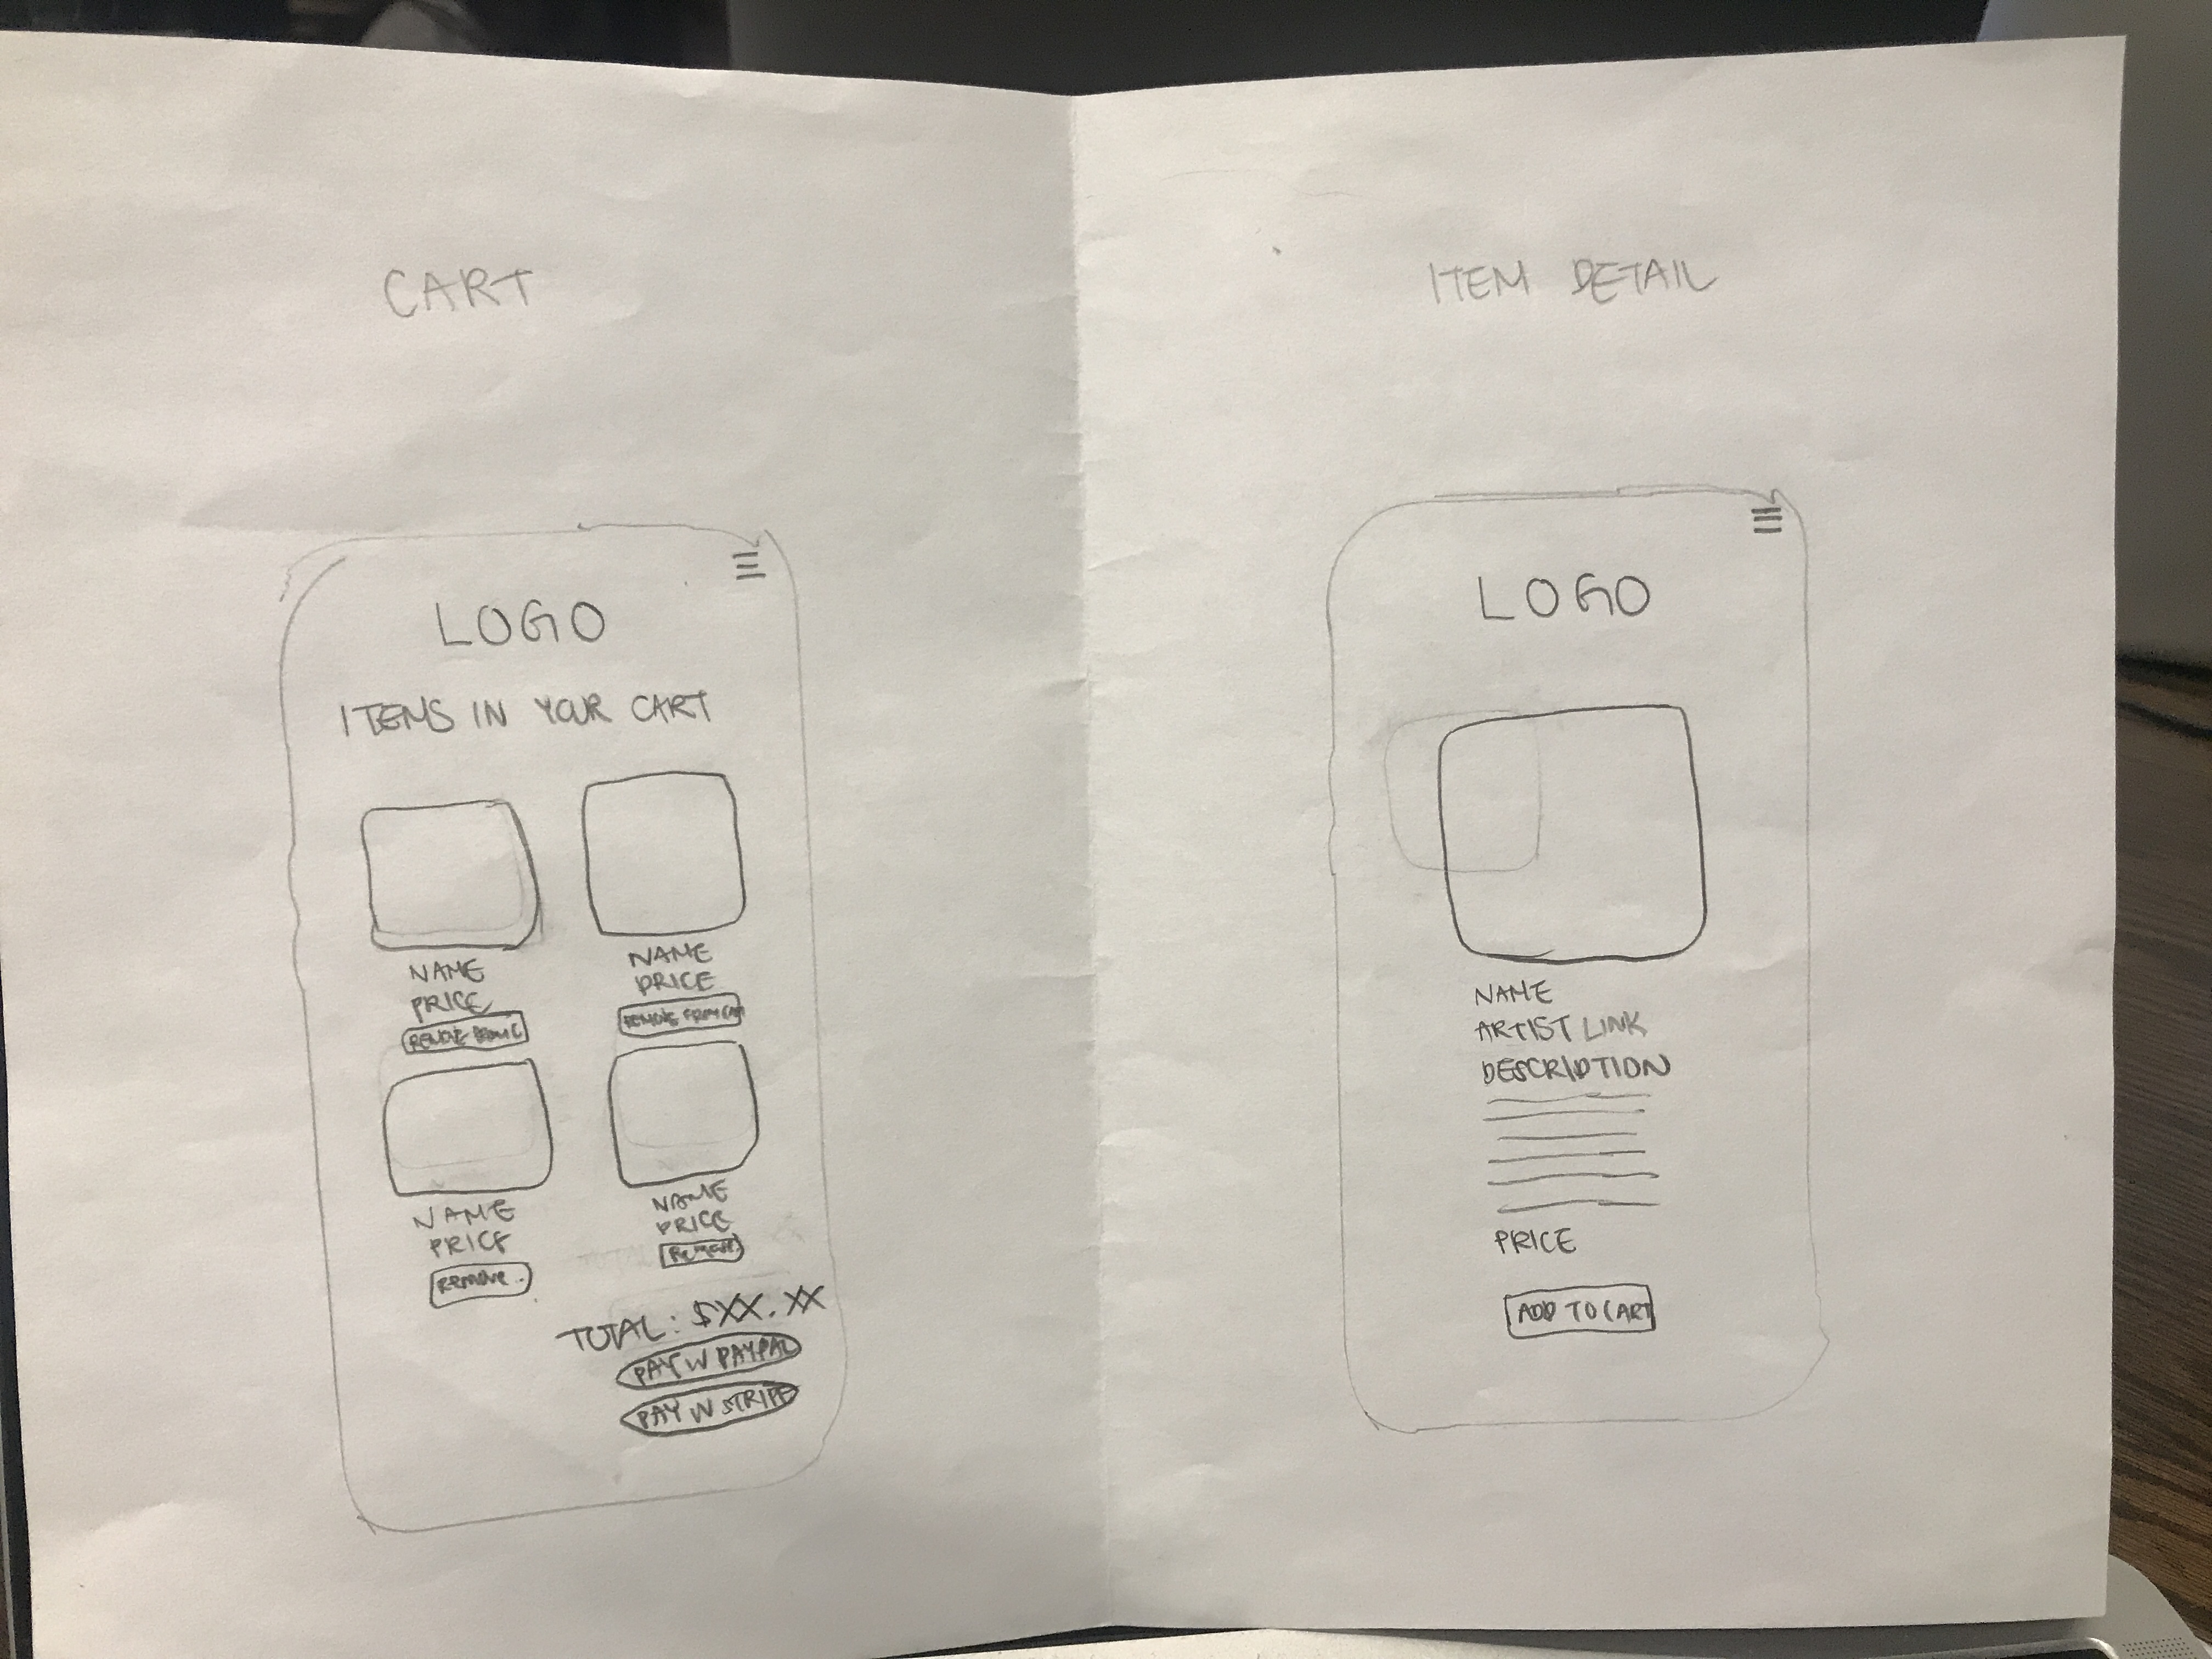 CART
LOGO
ITEMS IN YOUR CART
NAME
PRICE
REMOVE FROM C
NAME
PRICE
REMOVE FROM CART
NAME
PRICE
REMOVE
NAME
PRICE
REMOVE
TOTAL: $XX.XX
PAY W PAYPAL
PAY W STRIPE
ITEM DETAIL
LOGO
NAME
ARTIST LINK
DESCRIPTION
PRICE
ADD TO CART